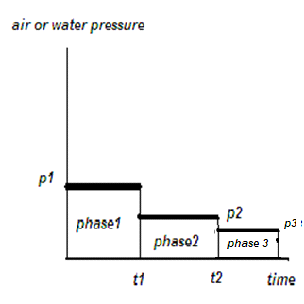 air or water pressure
p1
phase1
p2
phase2
p3
phase 3
t1
t2
time